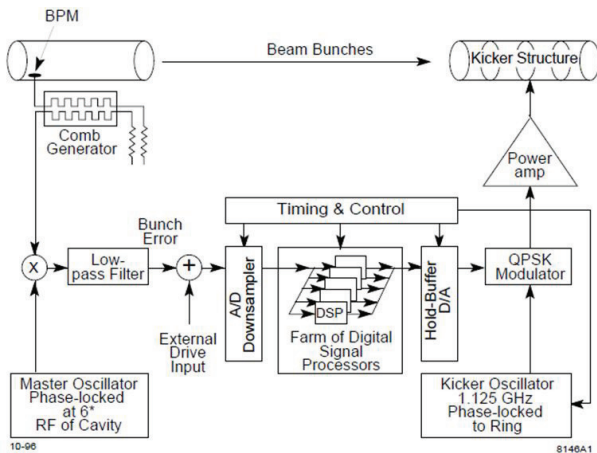 BPM
Beam Bunches
Kicker Structure
Comb
Generator
Power
amp
Timing & Control
Bunch
Error
X
Low-
pass Filter
+
A/D
Downsampler
DSP
Hold-Buffer
D/A
QPSK
Modulator
External
Drive
Input
Farm of Digital
Signal
Processors
Master Oscillator
Phase-locked
at 6*
RF of Cavity
Kicker Oscillator
1.125 GHz
Phase-locked
to Ring
10-96
8146A1